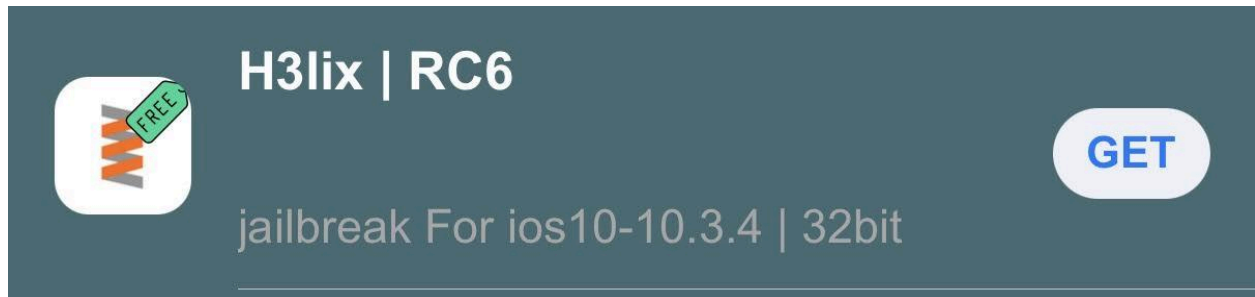 H3lix | RC6
FREE
GET
jailbreak For ios10-10.3.4 | 32bit